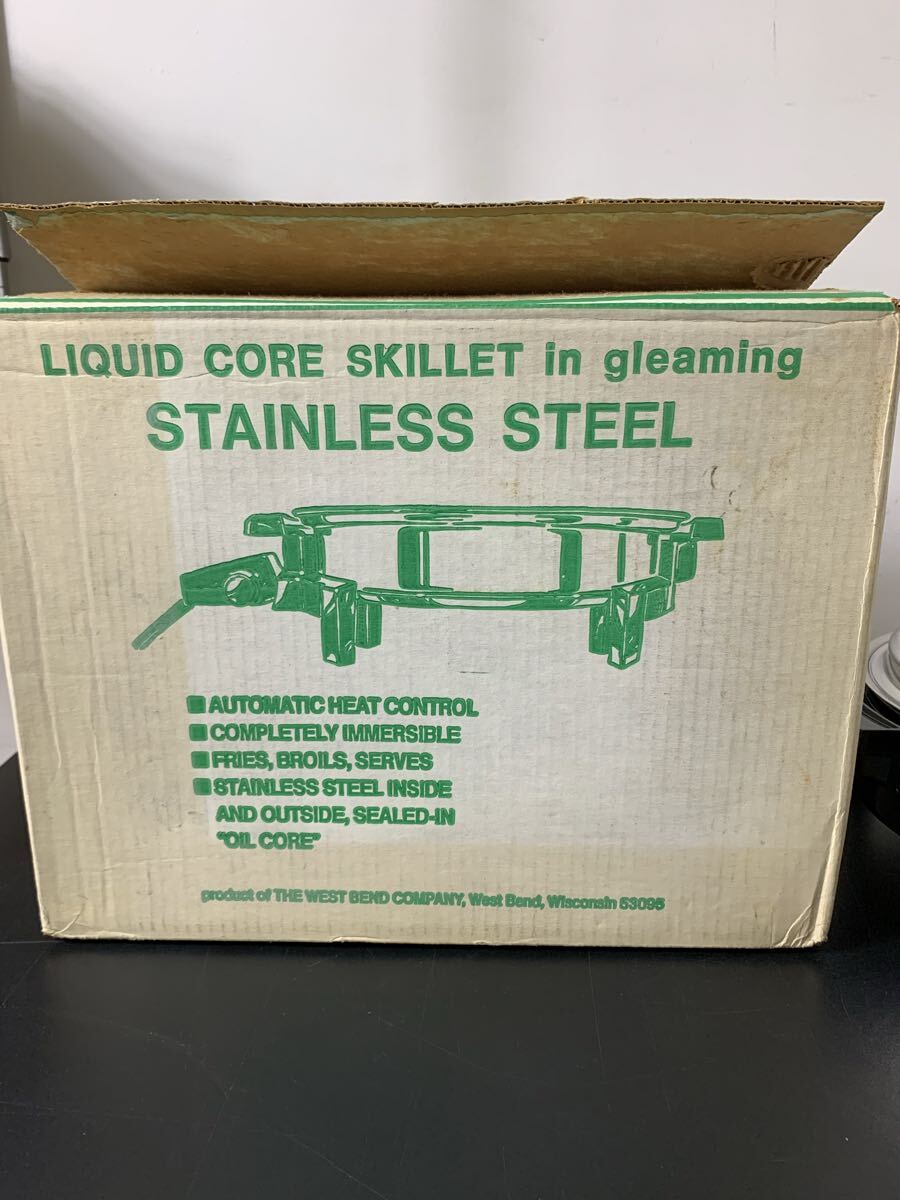 LIQUID CORE SKILLET in gleaming
STAINLESS STEEL
■ AUTOMATIC HEAT CONTROL
■ COMPLETELY IMMERSIBLE
■ FRIES, BROILS, SERVES
■ STAINLESS STEEL INSIDE
AND OUTSIDE, SEALED-IN
"OIL CORE"
product of THE WEST BEND COMPANY, West Bend, Wisconsin 53095